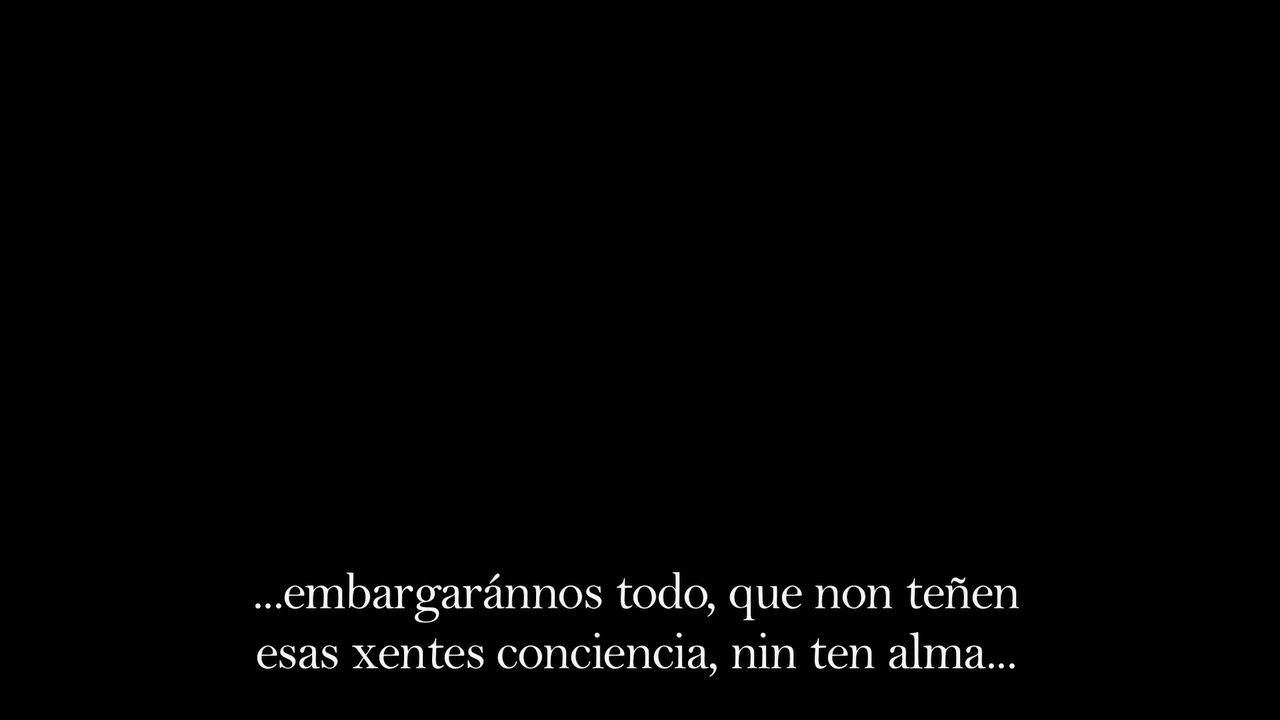 ...embargaránnos todo, que non teñen
esas xentes conciencia, nin ten alma...